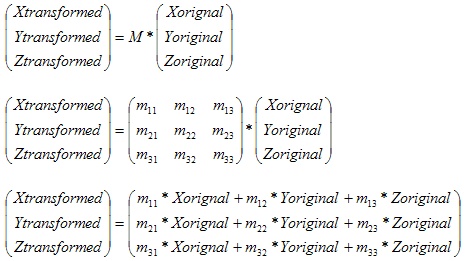 (Xtransformed) (Xorignal)
(Ytransformed) = M * (Yoriginal)
(Ztransformed) (Zoriginal)
(Xtransformed) (m₁₁ m₁₂ m₁₃) (Xorignal)
(Ytransformed) = (m₂₁ m₂₂ m₂₃) * (Yoriginal)
(Ztransformed) (m₃₁ m₃₂ m₃₃) (Zoriginal)
(Xtransformed) (m₁₁ * Xorignal + m₁₂ * Yoriginal + m₁₃ * Zoriginal)
(Ytransformed) = (m₂₁ * Xorignal + m₂₂ * Yoriginal + m₂₃ * Zoriginal)
(Ztransformed) (m₃₁ * Xorignal + m₃₂ * Yoriginal + m₃₃ * Zoriginal)